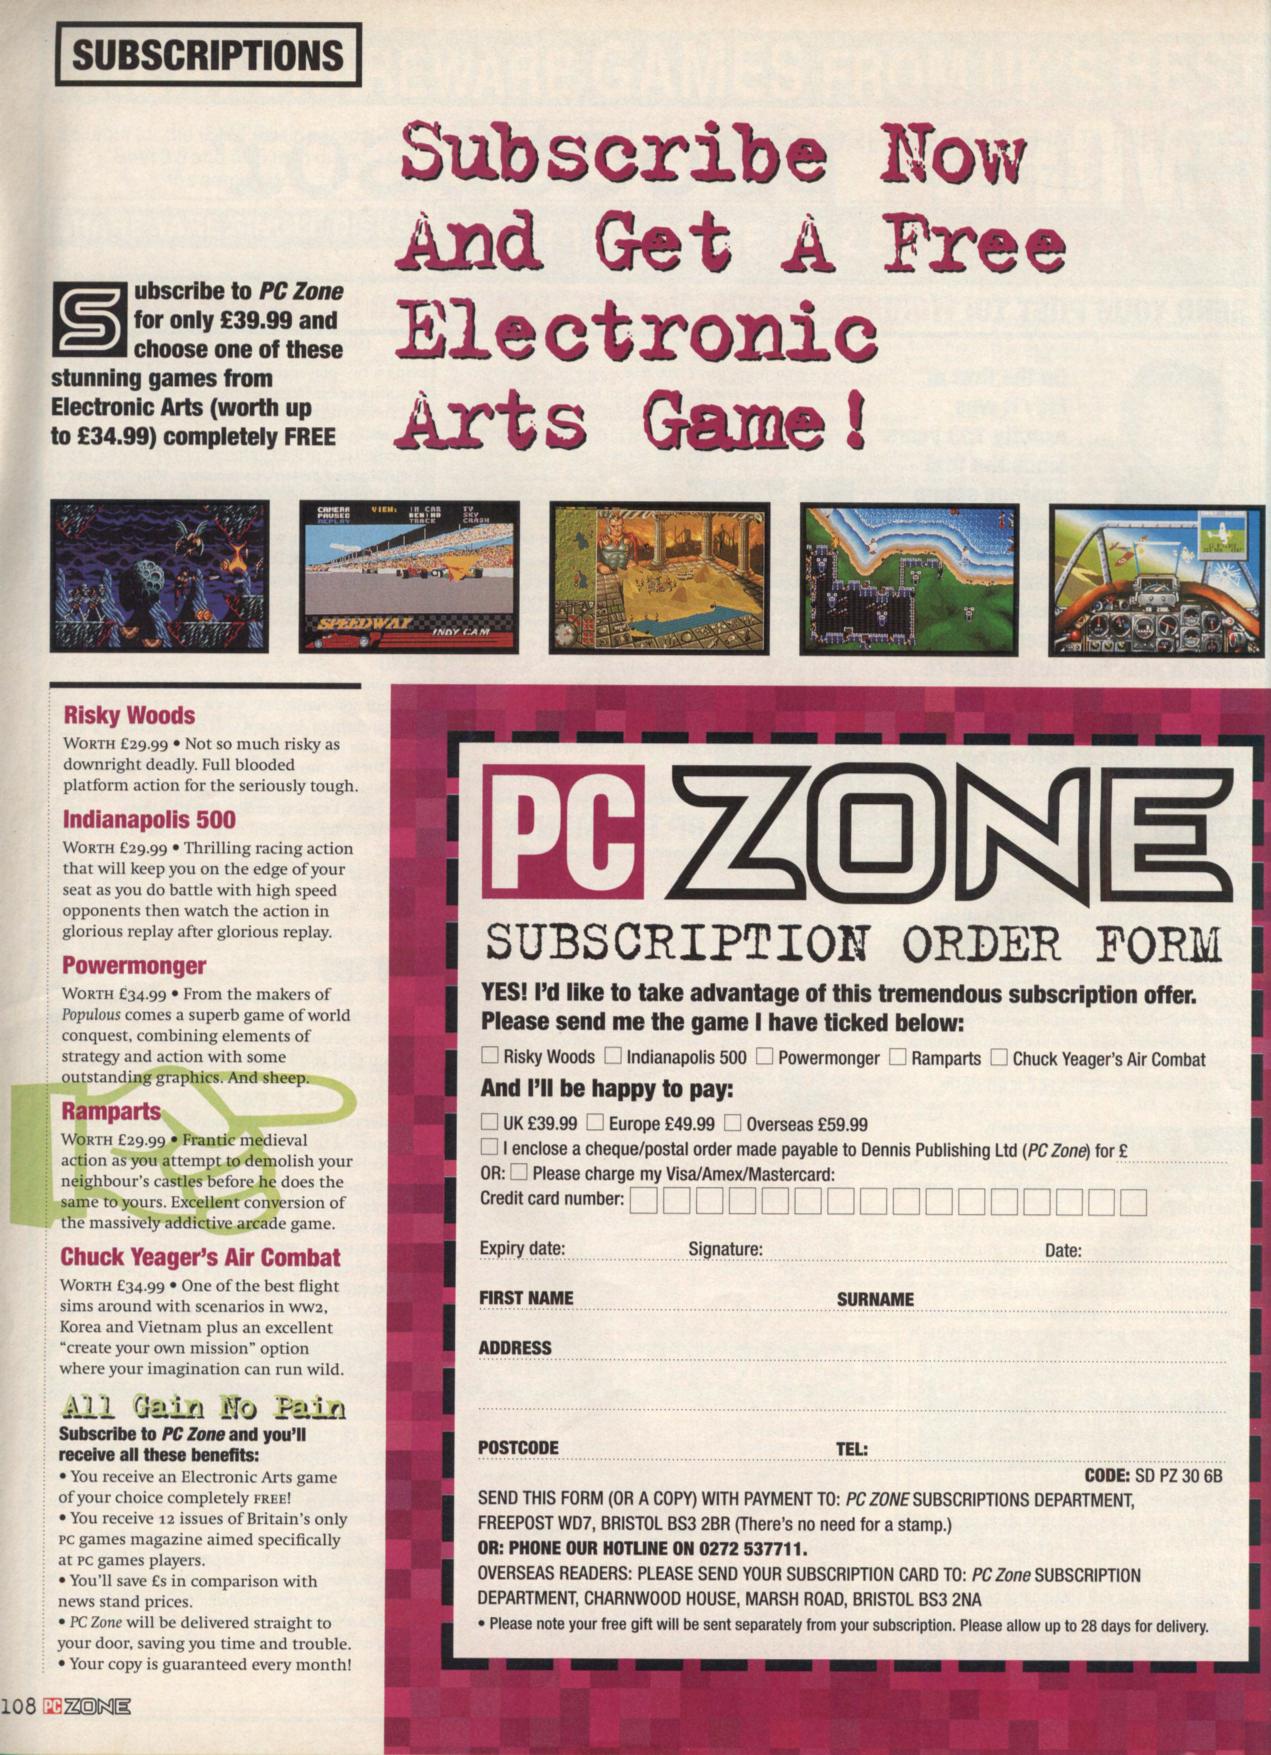 SUBSCRIPTIONS
Subscribe Now
And Get A Free
Electronic
Arts Game!
Subscribe to PC Zone
for only £39.99 and
choose one of these
stunning games from
Electronic Arts (worth up
to £34.99) completely FREE
CAMERA VIEW: IN CAR TV
PAUSED BEHIND SKY
REPLAY TRACK CRASH
SPEEDWAY
INDY CAM
Risky Woods
WORTH £29.99 • Not so much risky as
downright deadly. Full blooded
platform action for the seriously tough.
Indianapolis 500
WORTH £29.99 • Thrilling racing action
that will keep you on the edge of your
seat as you do battle with high speed
opponents then watch the action in
glorious replay after glorious replay.
Powermonger
WORTH £34.99 • From the makers of
Populous comes a superb game of world
conquest, combining elements of
strategy and action with some
outstanding graphics. And sheep.
Ramparts
WORTH £29.99 • Frantic medieval
action as you attempt to demolish your
neighbour's castles before he does the
same to yours. Excellent conversion of
the massively addictive arcade game.
Chuck Yeager's Air Combat
WORTH £34.99 • One of the best flight
sims around with scenarios in WW2,
Korea and Vietnam plus an excellent
"create your own mission" option
where your imagination can run wild.
All Gain No Pain
Subscribe to PC Zone and you'll
receive all these benefits:
• You receive an Electronic Arts game
of your choice completely FREE!
• You receive 12 issues of Britain's only
PC games magazine aimed specifically
at PC games players.
• You'll save £s in comparison with
news stand prices.
• PC Zone will be delivered straight to
your door, saving you time and trouble.
• Your copy is guaranteed every month!
PC ZONE
SUBSCRIPTION ORDER FORM
YES! I'd like to take advantage of this tremendous subscription offer.
Please send me the game I have ticked below:
☐ Risky Woods ☐ Indianapolis 500 ☐ Powermonger ☐ Ramparts ☐ Chuck Yeager's Air Combat
And I'll be happy to pay:
☐ UK £39.99 ☐ Europe £49.99 ☐ Overseas £59.99
☐ I enclose a cheque/postal order made payable to Dennis Publishing Ltd (PC Zone) for £
OR: ☐ Please charge my Visa/Amex/Mastercard:
Credit card number:
Expiry date: Signature: Date:
FIRST NAME SURNAME
ADDRESS
POSTCODE TEL:
CODE: SD PZ 30 6B
SEND THIS FORM (OR A COPY) WITH PAYMENT TO: PC ZONE SUBSCRIPTIONS DEPARTMENT,
FREEPOST WD7, BRISTOL BS3 2BR (There's no need for a stamp.)
OR: PHONE OUR HOTLINE ON 0272 537711.
OVERSEAS READERS: PLEASE SEND YOUR SUBSCRIPTION CARD TO: PC Zone SUBSCRIPTION
DEPARTMENT, CHARNWOOD HOUSE, MARSH ROAD, BRISTOL BS3 2NA
• Please note your free gift will be sent separately from your subscription. Please allow up to 28 days for delivery.
108 PC ZONE